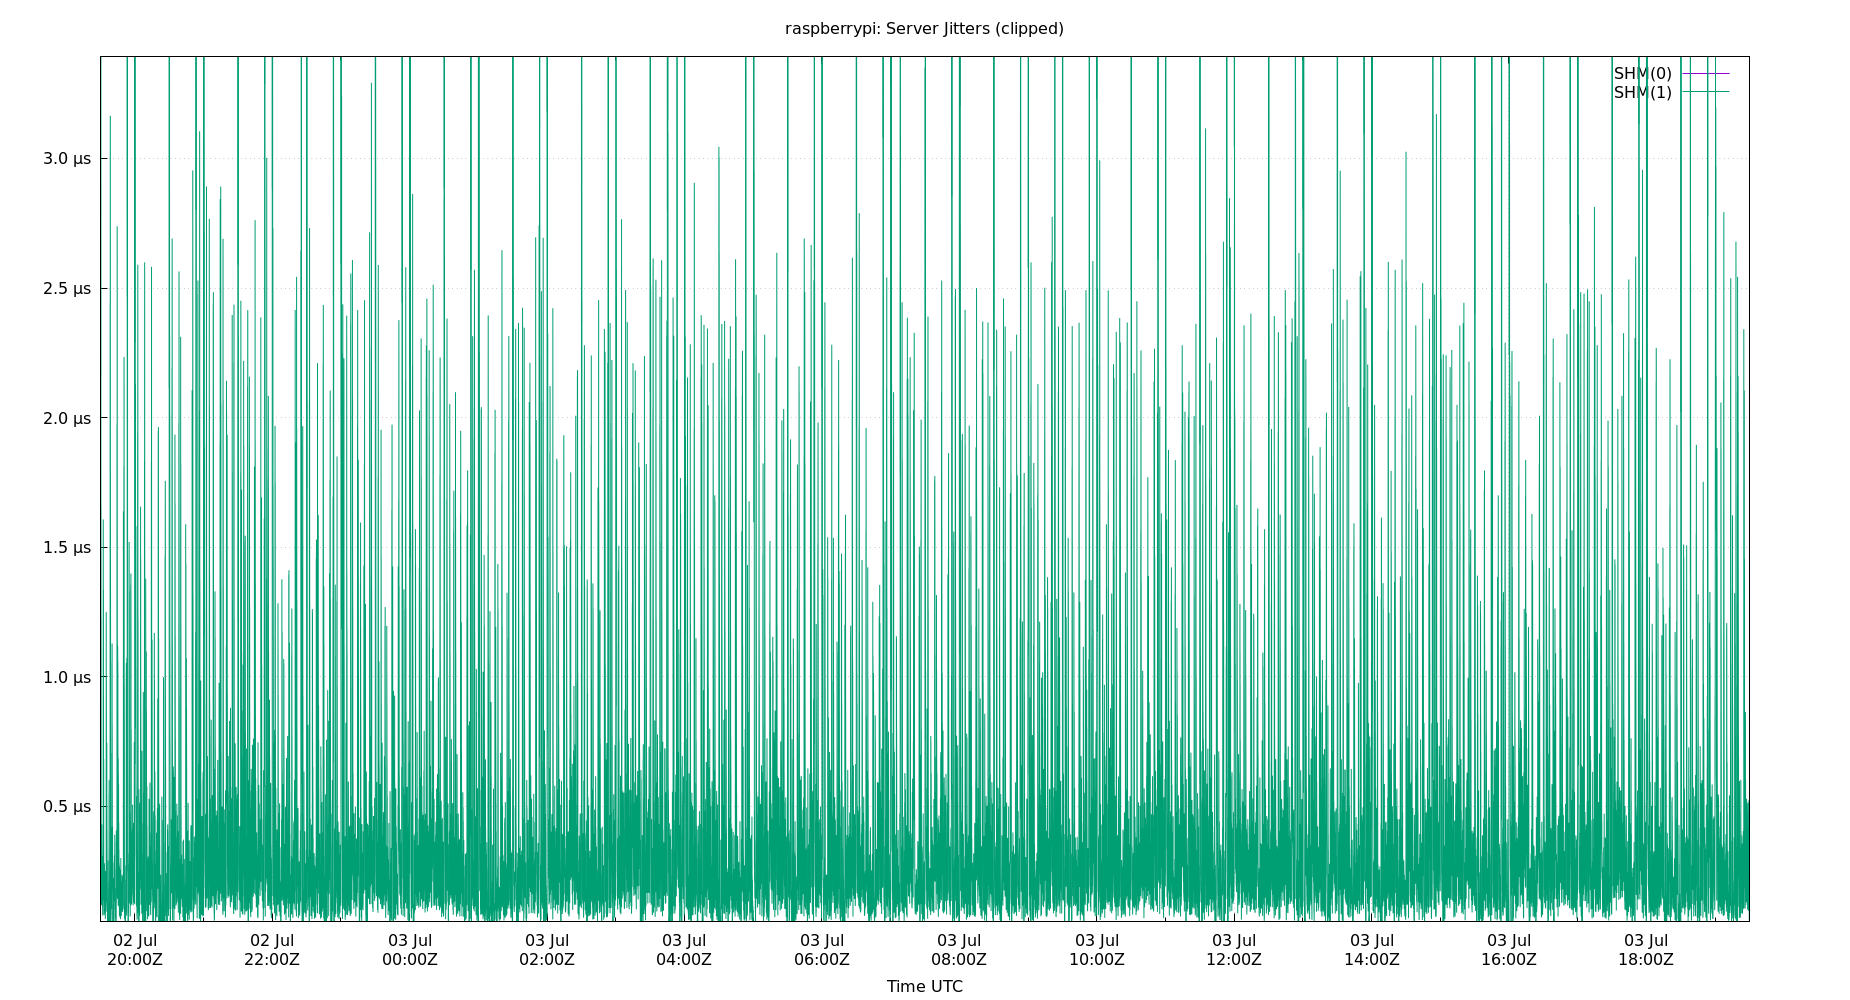 raspberrypi: Server Jitters (clipped)
SHM(0)
SHM(1)
3.0 µs
2.5 µs
2.0 µs
1.5 µs
1.0 µs
0.5 µs
02 Jul 02 Jul 03 Jul 03 Jul 03 Jul 03 Jul 03 Jul 03 Jul 03 Jul 03 Jul 03 Jul 03 Jul
20:00Z 22:00Z 00:00Z 02:00Z 04:00Z 06:00Z 08:00Z 10:00Z 12:00Z 14:00Z 16:00Z 18:00Z
Time UTC